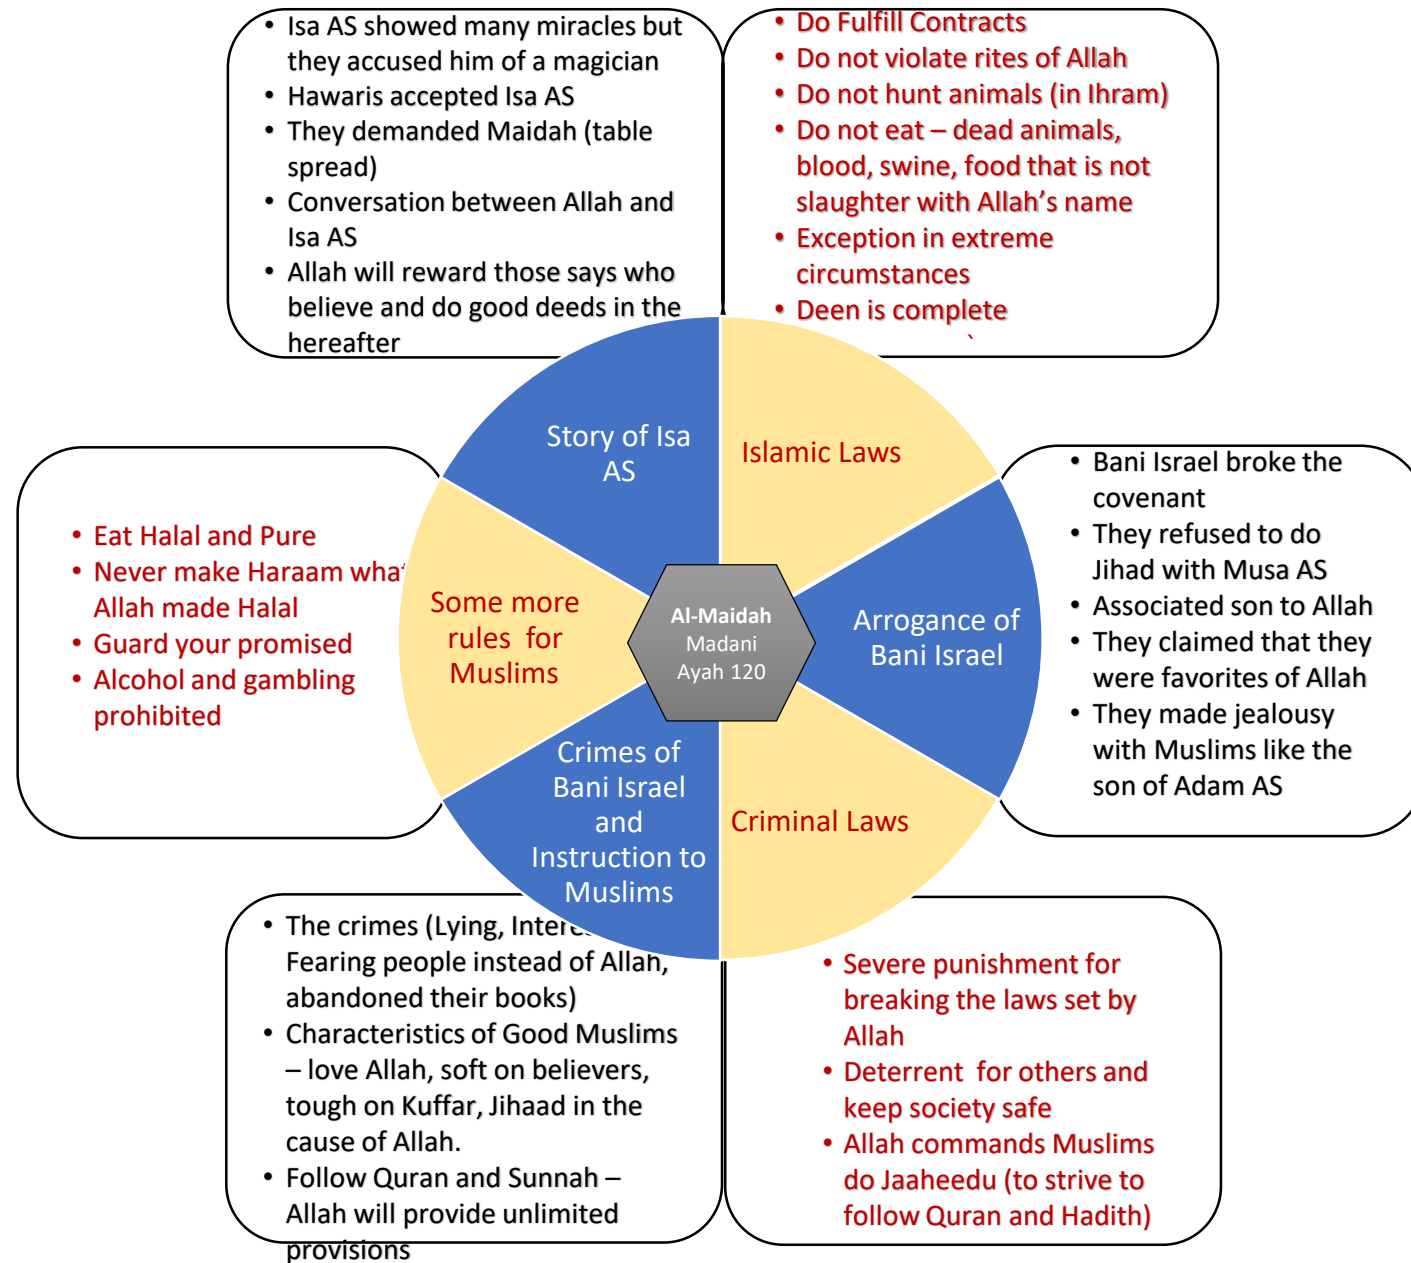 • Isa AS showed many miracles but
they accused him of a magician
• Hawaris accepted Isa AS
• They demanded Maidah (table
spread)
• Conversation between Allah and
Isa AS
• Allah will reward those says who
believe and do good deeds in the
hereafter
• Do Fulfill Contracts
• Do not violate rites of Allah
• Do not hunt animals (in Ihram)
• Do not eat – dead animals,
blood, swine, food that is not
slaughter with Allah's name
• Exception in extreme
circumstances
• Deen is complete
Story of Isa
AS
Islamic Laws
• Eat Halal and Pure
• Never make Haraam what
Allah made Halal
• Guard your promised
• Alcohol and gambling
prohibited
Some more
rules for
Muslims
Al-Maidah
Madani
Ayah 120
Arrogance of
Bani Israel
• Bani Israel broke the
covenant
• They refused to do
Jihad with Musa AS
• Associated son to Allah
• They claimed that they
were favorites of Allah
• They made jealousy
with Muslims like the
son of Adam AS
Crimes of
Bani Israel
and
Instruction to
Muslims
Criminal Laws
• The crimes (Lying,
Fearing people instead of Allah,
abandoned their books)
• Characteristics of Good Muslims
– love Allah, soft on believers,
tough on Kuffar, Jihaad in the
cause of Allah.
• Follow Quran and Sunnah –
Allah will provide unlimited
provisions
• Severe punishment for
breaking the laws set by
Allah
• Deterrent for others and
keep society safe
• Allah commands Muslims
do Jaaheedu (to strive to
follow Quran and Hadith)